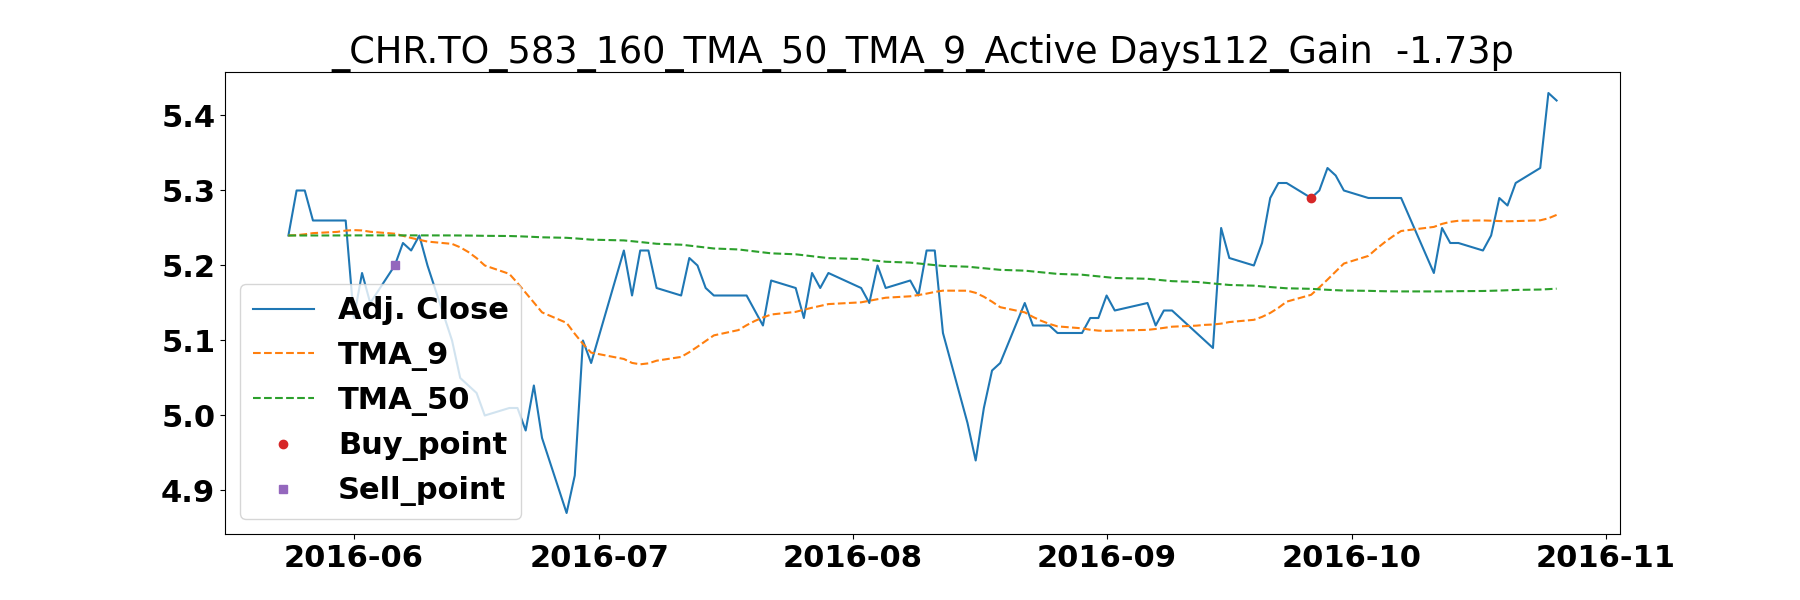 _CHR.TO_583_160_TMA_50_TMA_9_Active Days112_Gain  -1.73p
5.4
5.3
5.2
5.1
5.0
4.9
Adj. Close
TMA_9
TMA_50
Buy_point
Sell_point
2016-06 2016-07 2016-08 2016-09 2016-10 2016-11